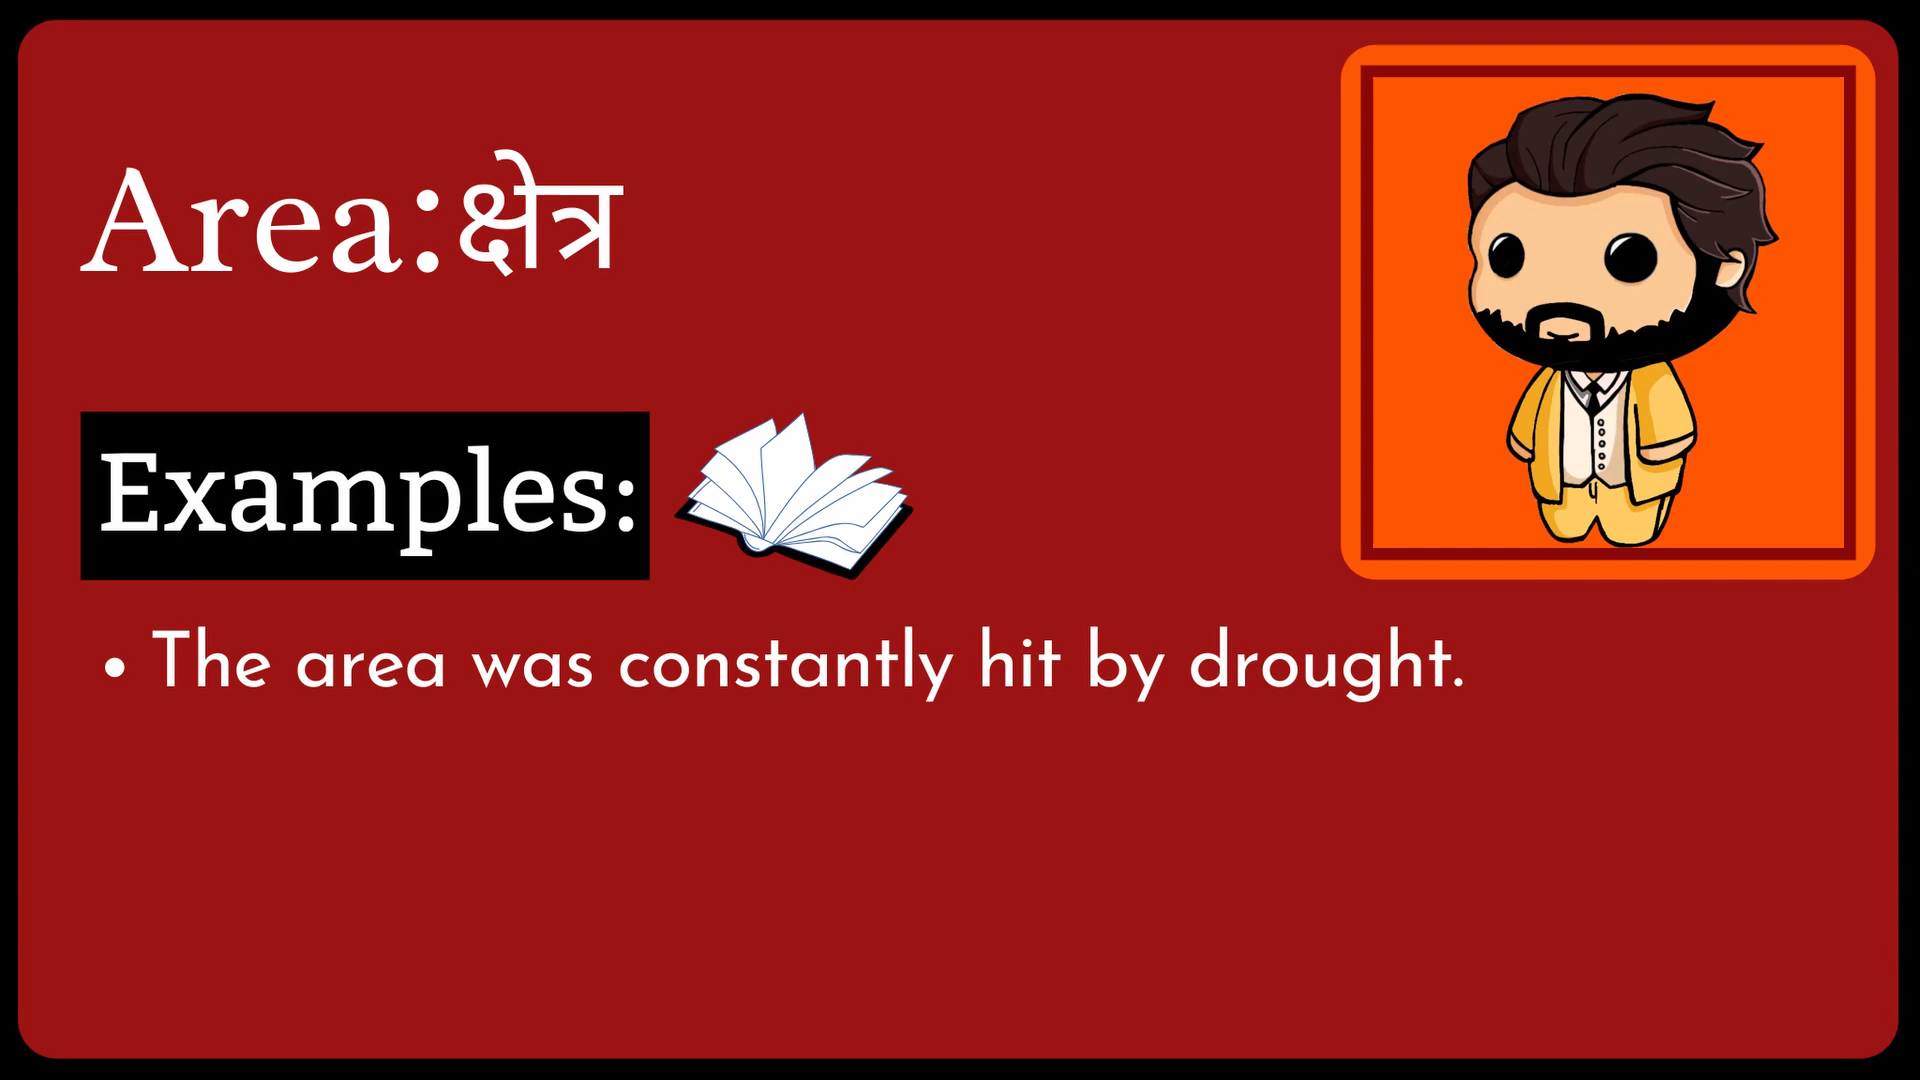 Area:क्षेत्र
Examples:
• The area was constantly hit by drought.